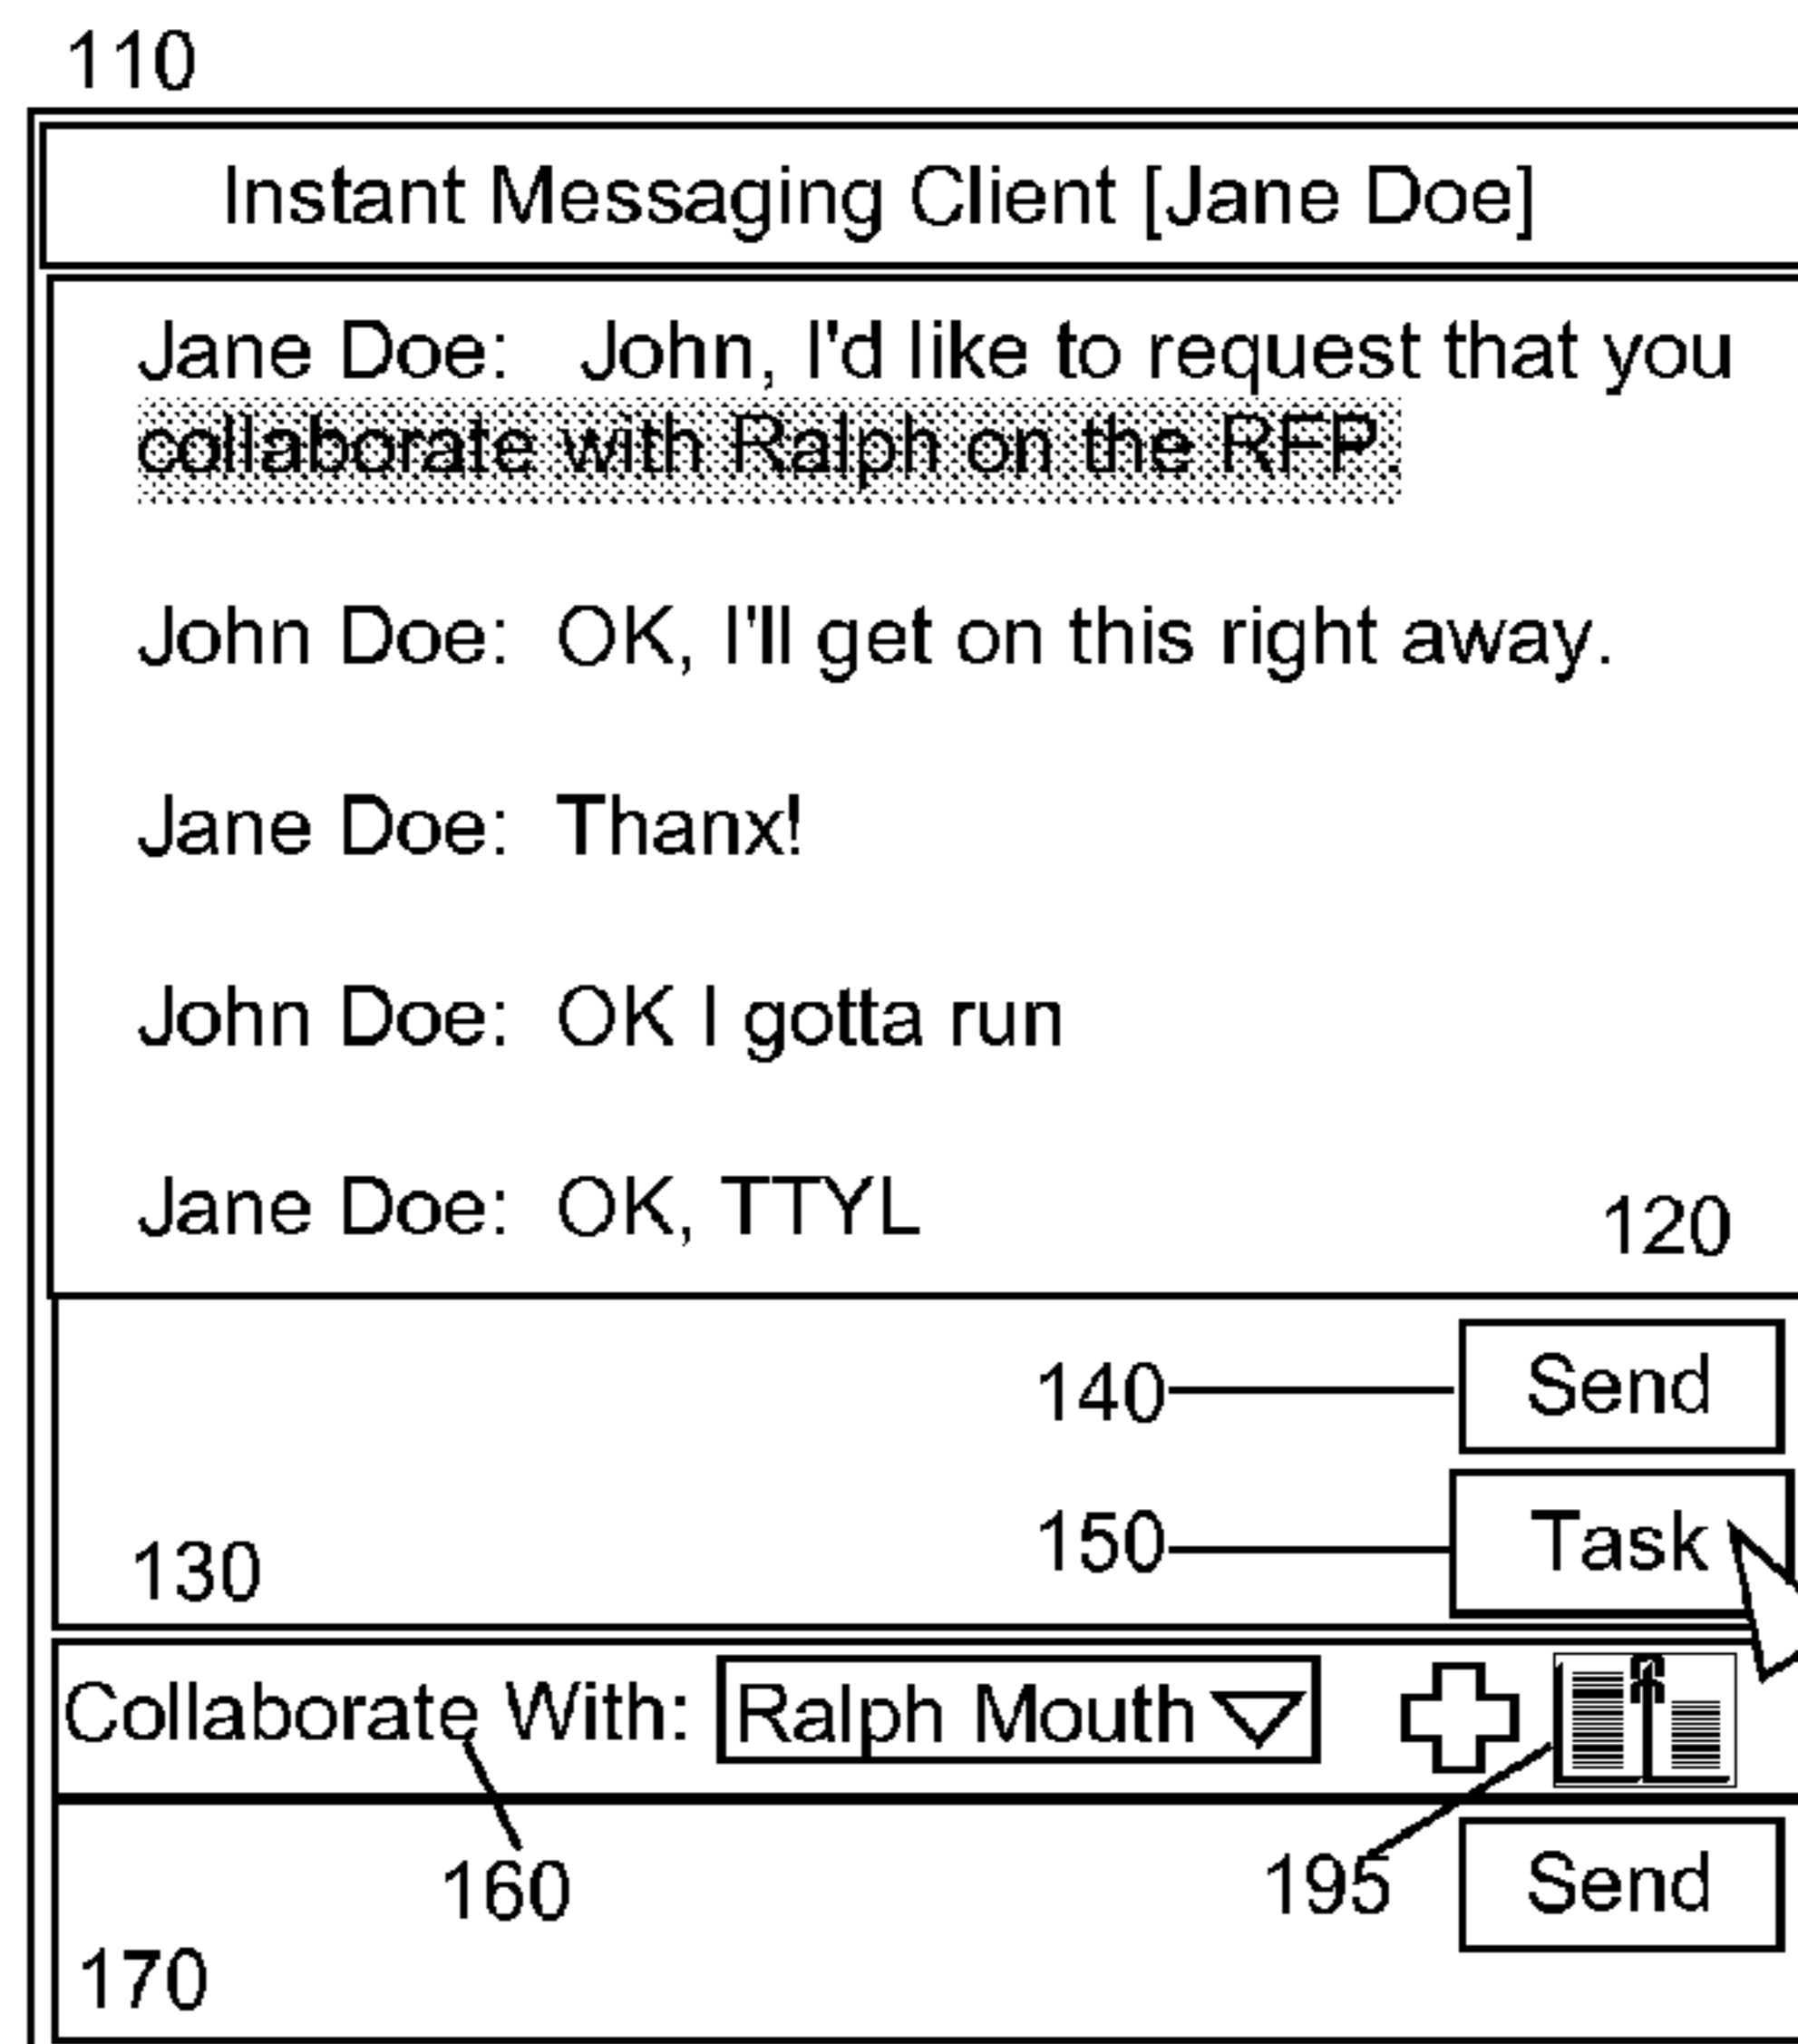 110
Instant Messaging Client [Jane Doe]
Jane Doe: John, I'd like to request that you
collaborate with Ralph on the RFP.
John Doe: OK, I'll get on this right away.
Jane Doe: Thanx!
John Doe: OK I gotta run
Jane Doe: OK, TTYL
120
140 Send
150 Task
130
Collaborate With: Ralph Mouth
160 195 Send
170